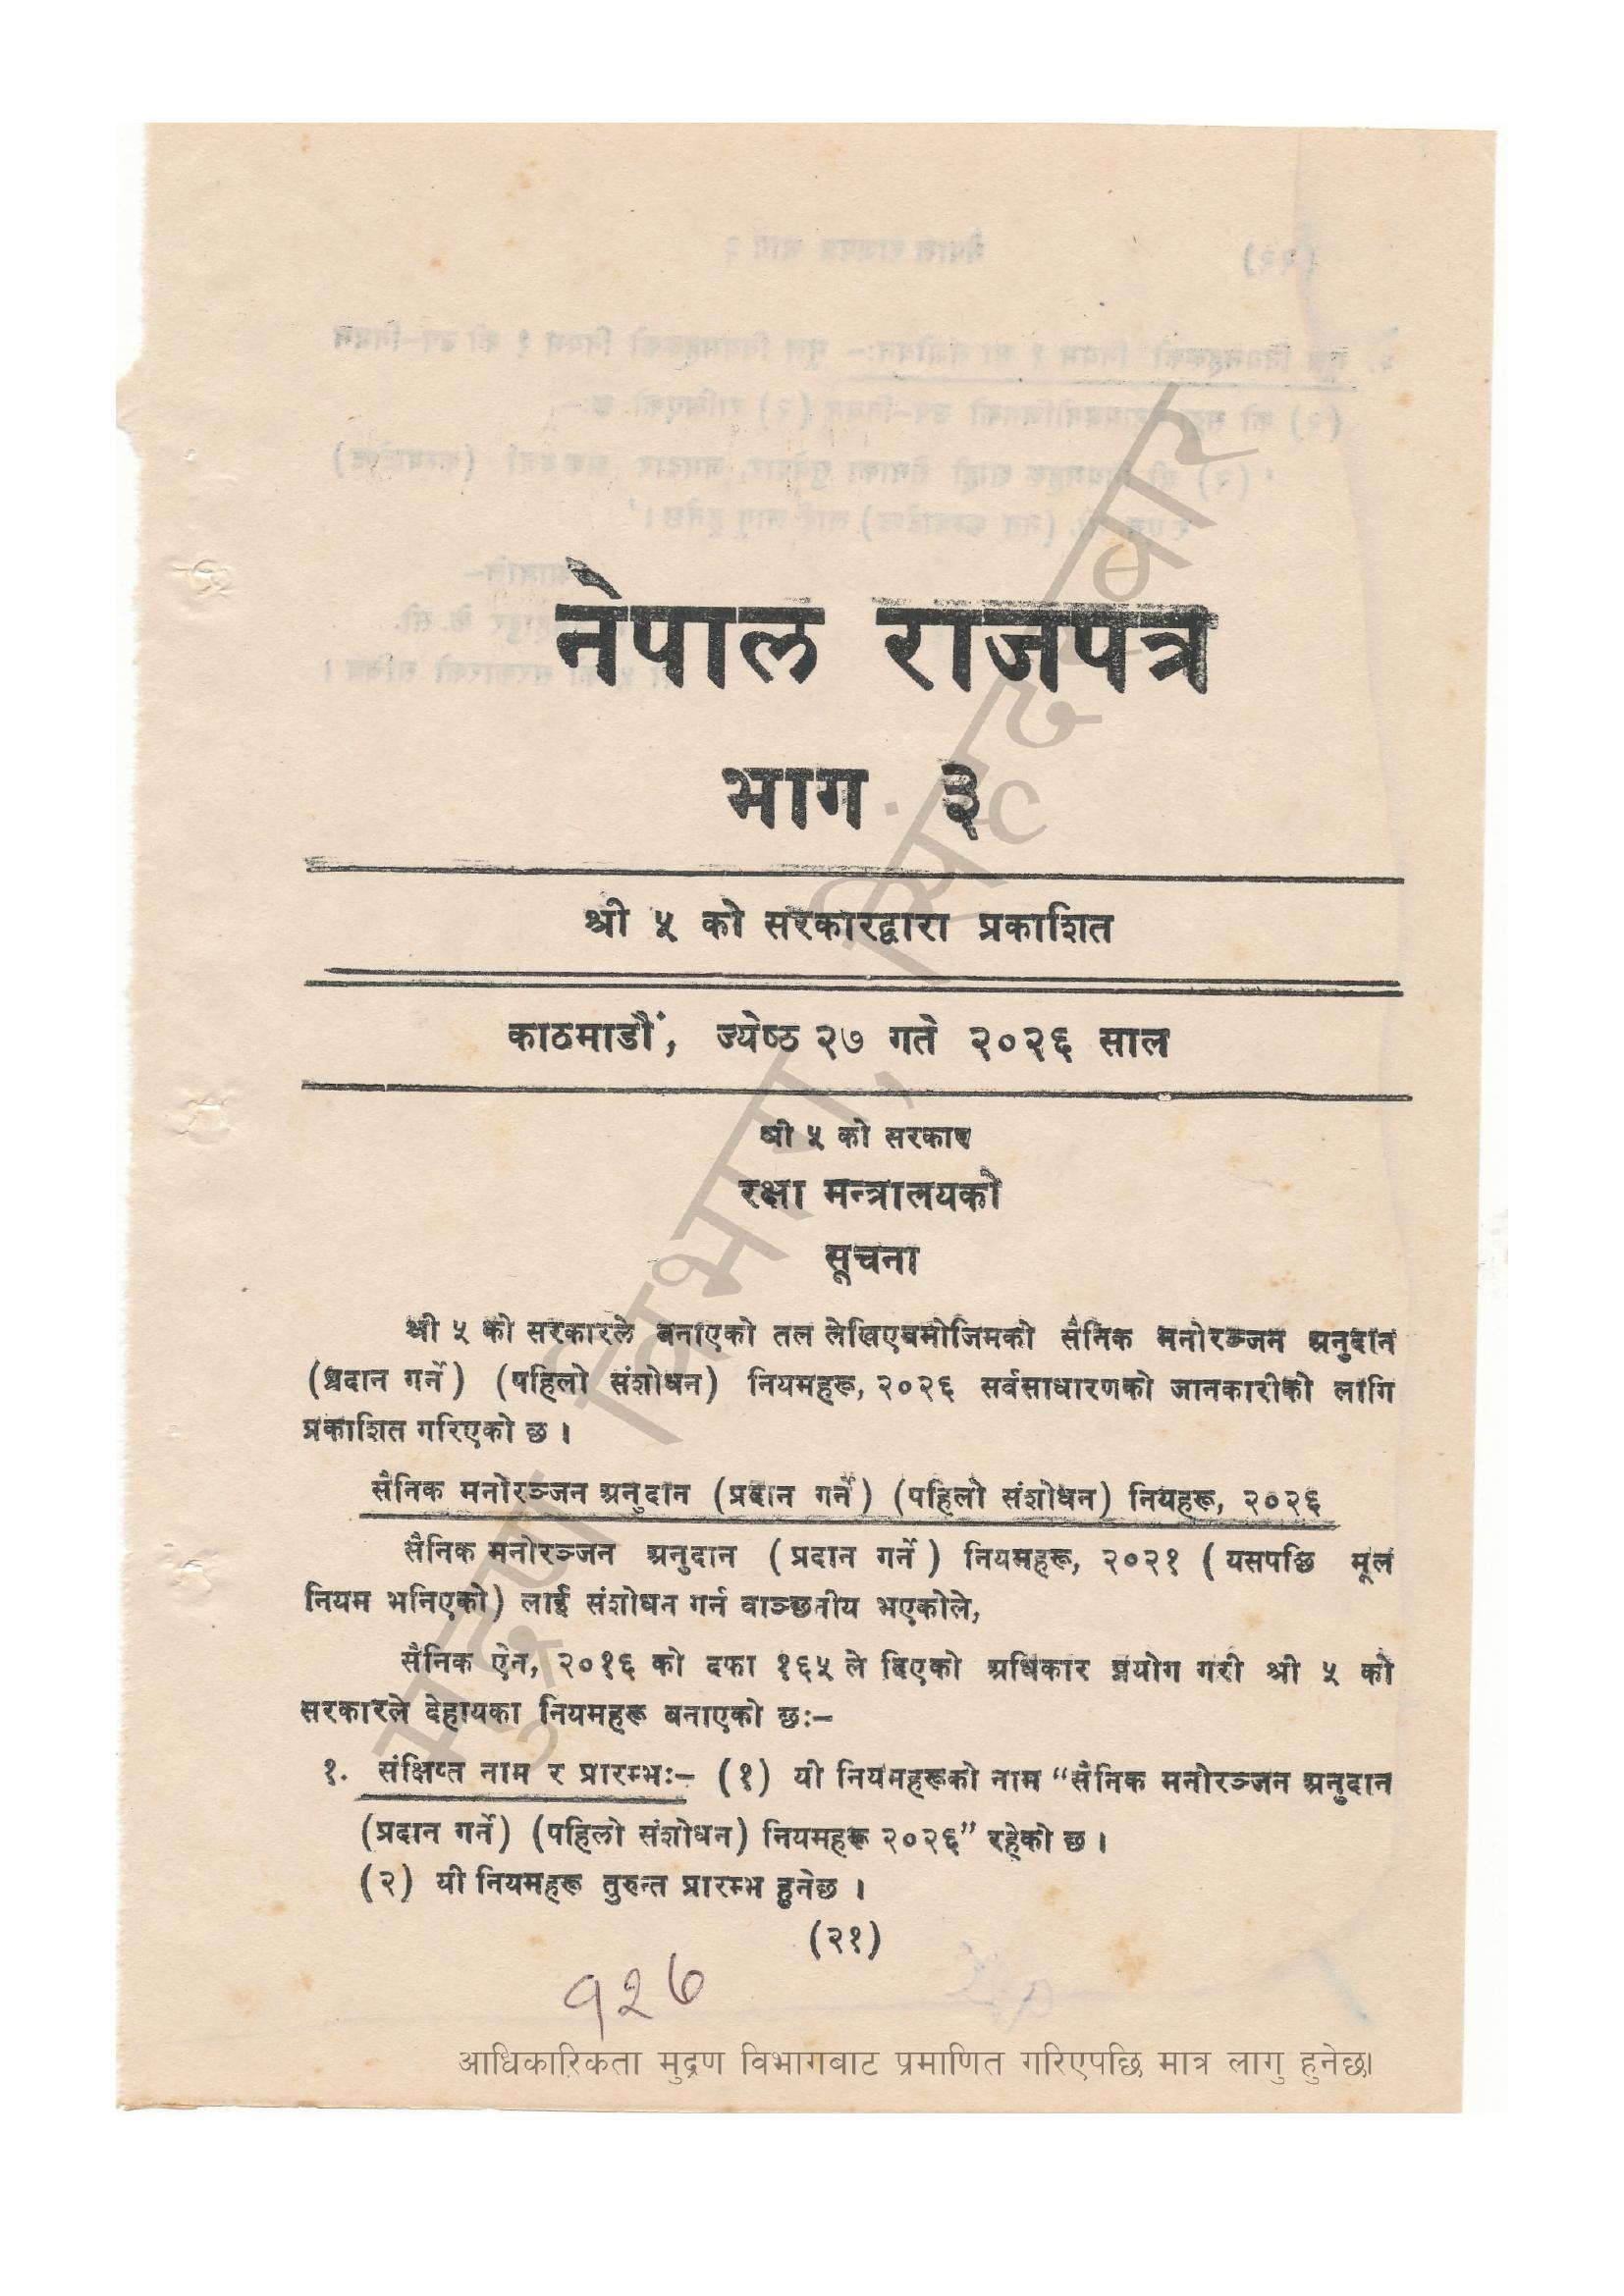 नेपाल राजपत्र
भाग ३
श्री ५ को सरकारद्वारा प्रकाशित
काठमाडौं, ज्येष्ठ २७ गते २०२६ साल
श्री ५ को सरकार
रक्षा मन्त्रालयको
सूचना
श्री ५ को सरकारले बनाएको तल लेखिएबमोजिमको सैनिक मनोरञ्जन अनुदान
(प्रदान गर्ने) (पहिलो संशोधन) नियमहरू, २०२६ सर्वसाधारणको जानकारीको लागि
प्रकाशित गरिएको छ ।
सैनिक मनोरञ्जन अनुदान (प्रदान गर्ने) (पहिलो संशोधन) नियहरू, २०२६
सैनिक मनोरञ्जन अनुदान (प्रदान गर्ने) नियमहरू, २०२१ (यसपछि मूल
नियम भनिएको) लाई संशोधन गर्न वाञ्छनीय भएकोले,
सैनिक ऐन, २०१६ को दफा १६५ ले दिएको अधिकार प्रयोग गरी श्री ५ को
सरकारले देहायका नियमहरू बनाएको छः–
१. संक्षिप्त नाम र प्रारम्भः– (१) यी नियमहरूको नाम “सैनिक मनोरञ्जन अनुदान
(प्रदान गर्ने) (पहिलो संशोधन) नियमहरू २०२६” रहेको छ ।
(२) यी नियमहरू तुरुन्त प्रारम्भ हुनेछ ।
(२१)
१२७
मुद्रण विभाग, सिंहदरवार
आधिकारिकता मुद्रण विभागबाट प्रमाणित गरिएपछि मात्र लागु हुनेछ।